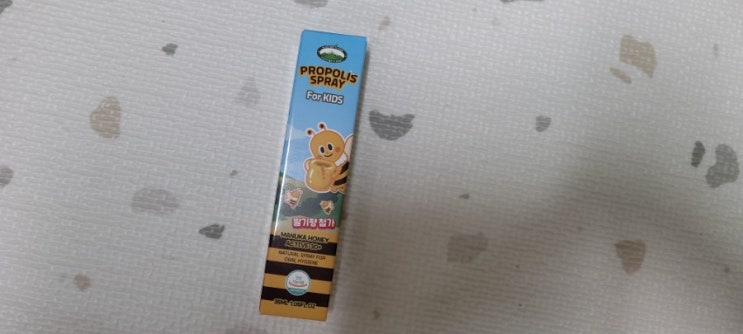 PROPOLIS
SPRAY
For KIDS
딸기향 첨가
MANUKA HONEY
NATURAL SPRAY FOR
ORAL HYGIENE